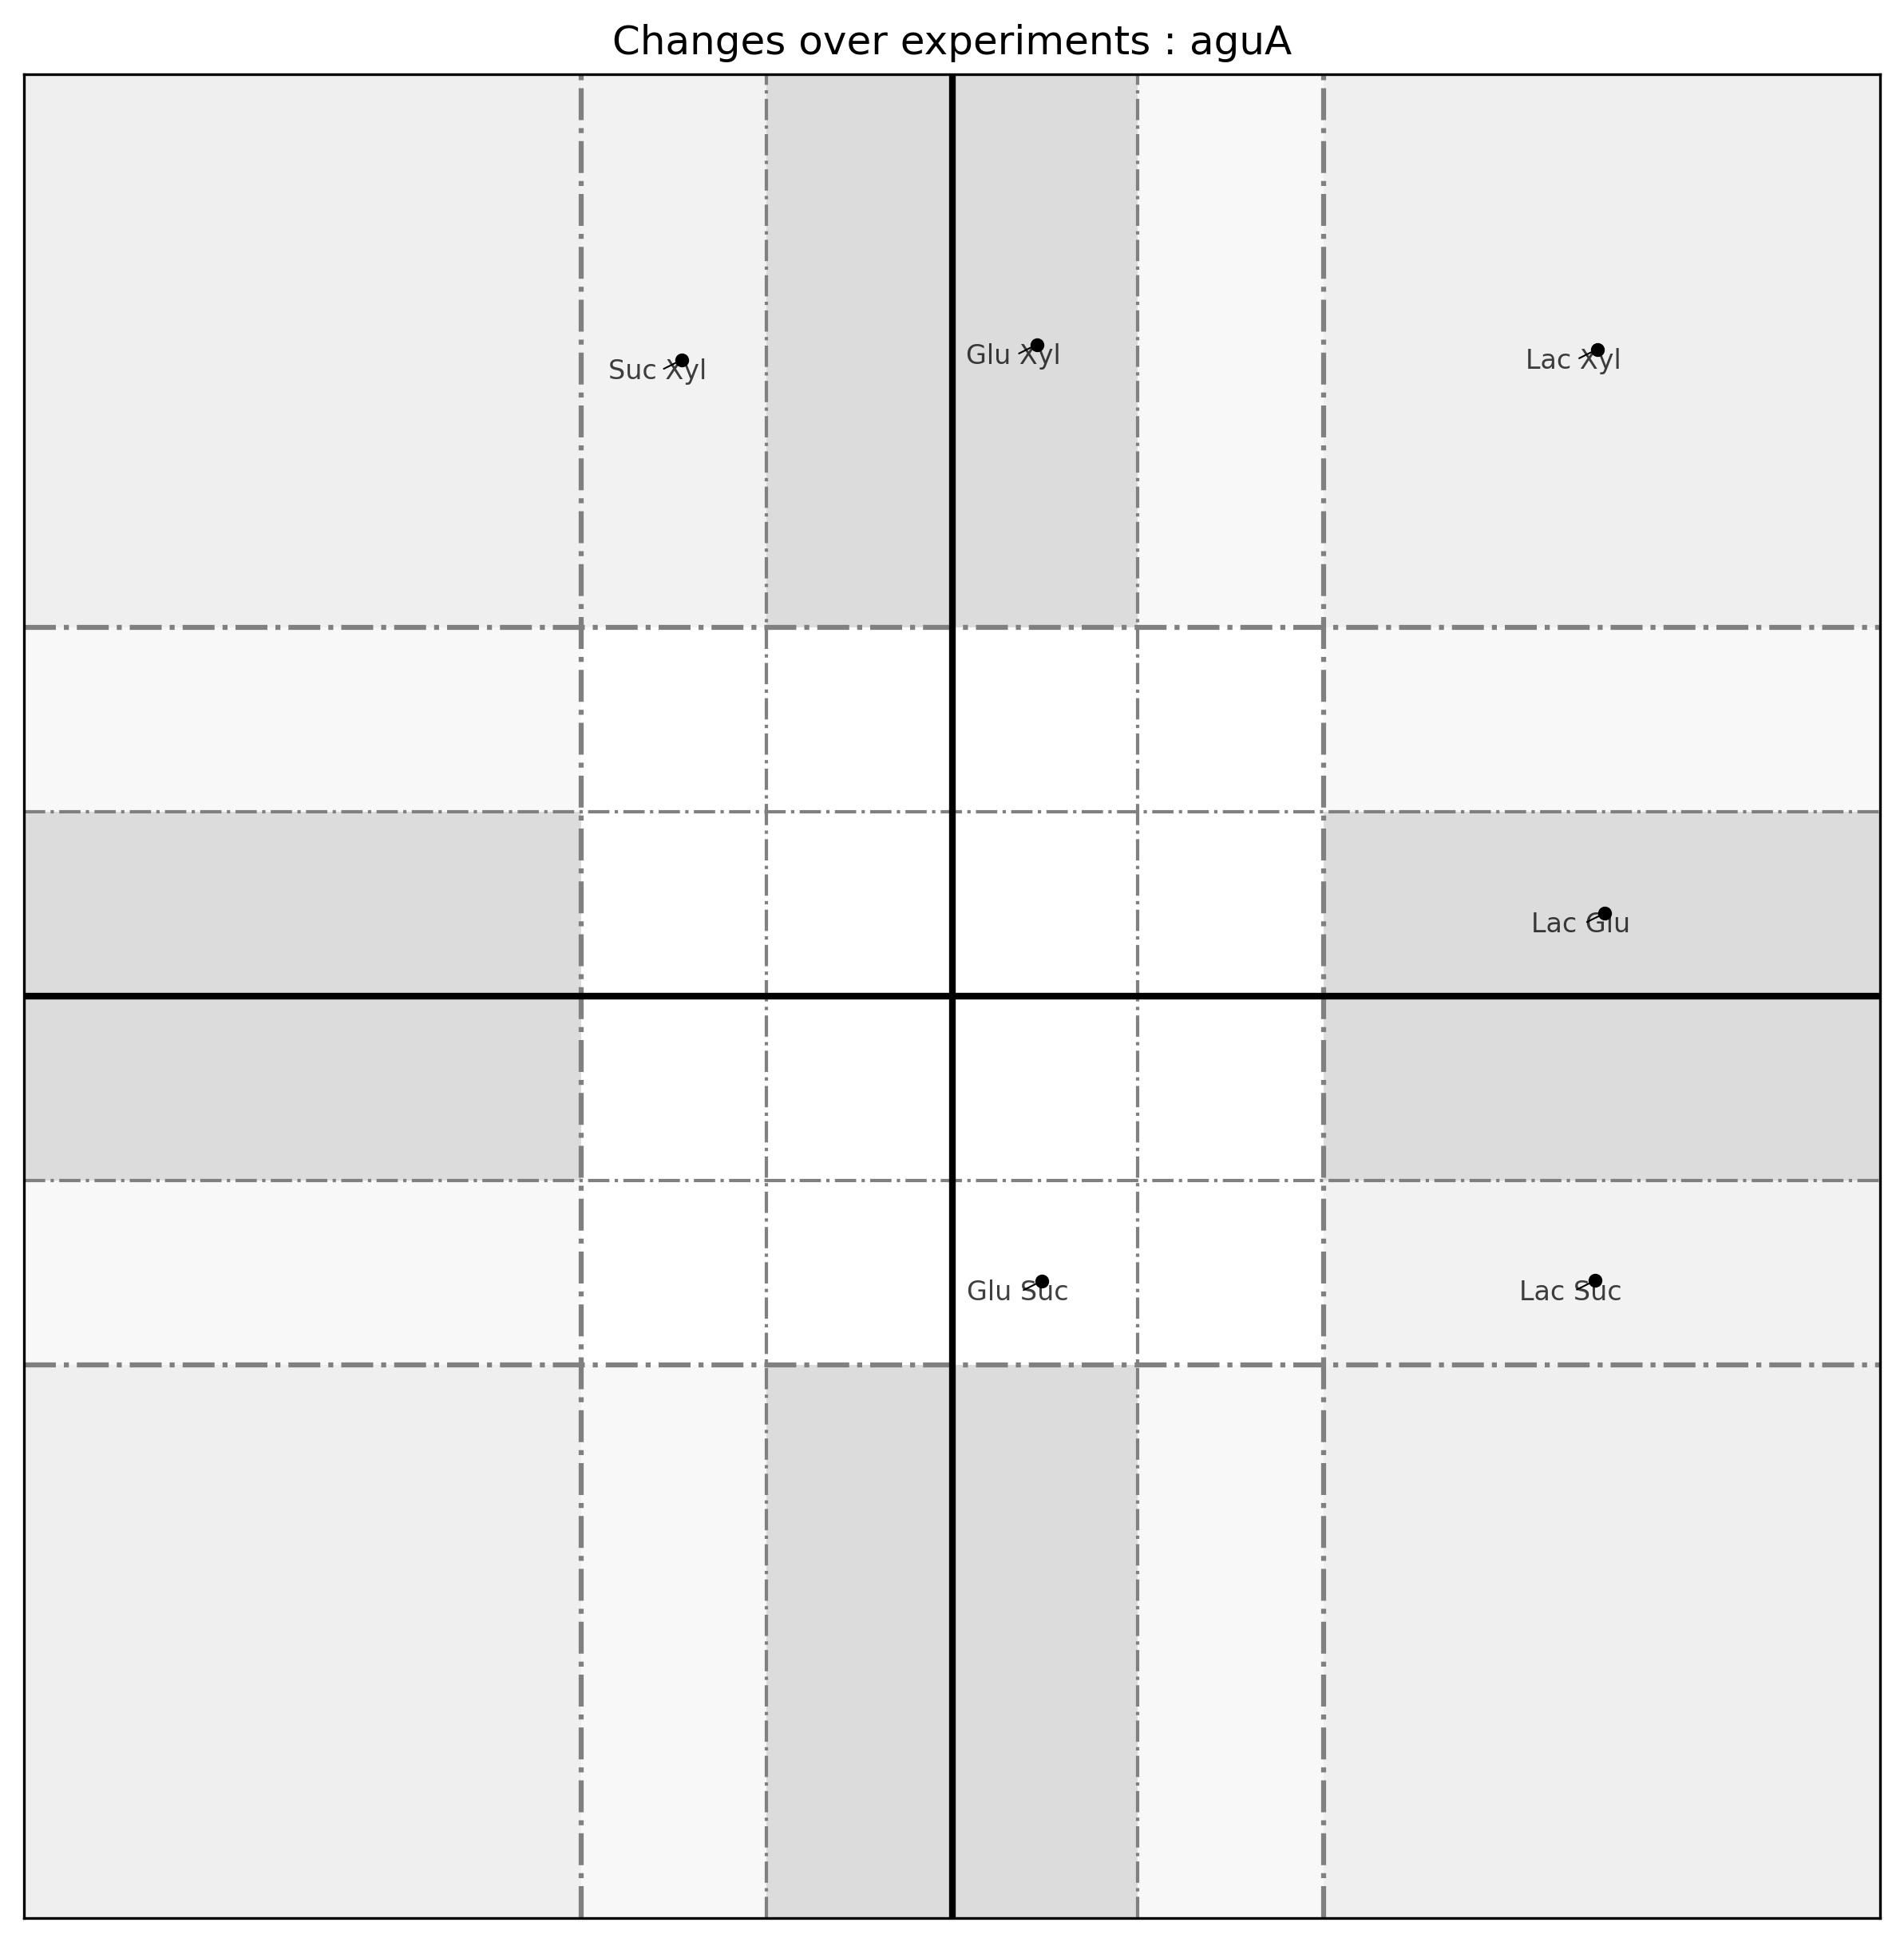 Changes over experiments : aguA
Suc Xyl
Glu Xyl
Lac Xyl
Lac Glu
Glu Suc
Lac Suc